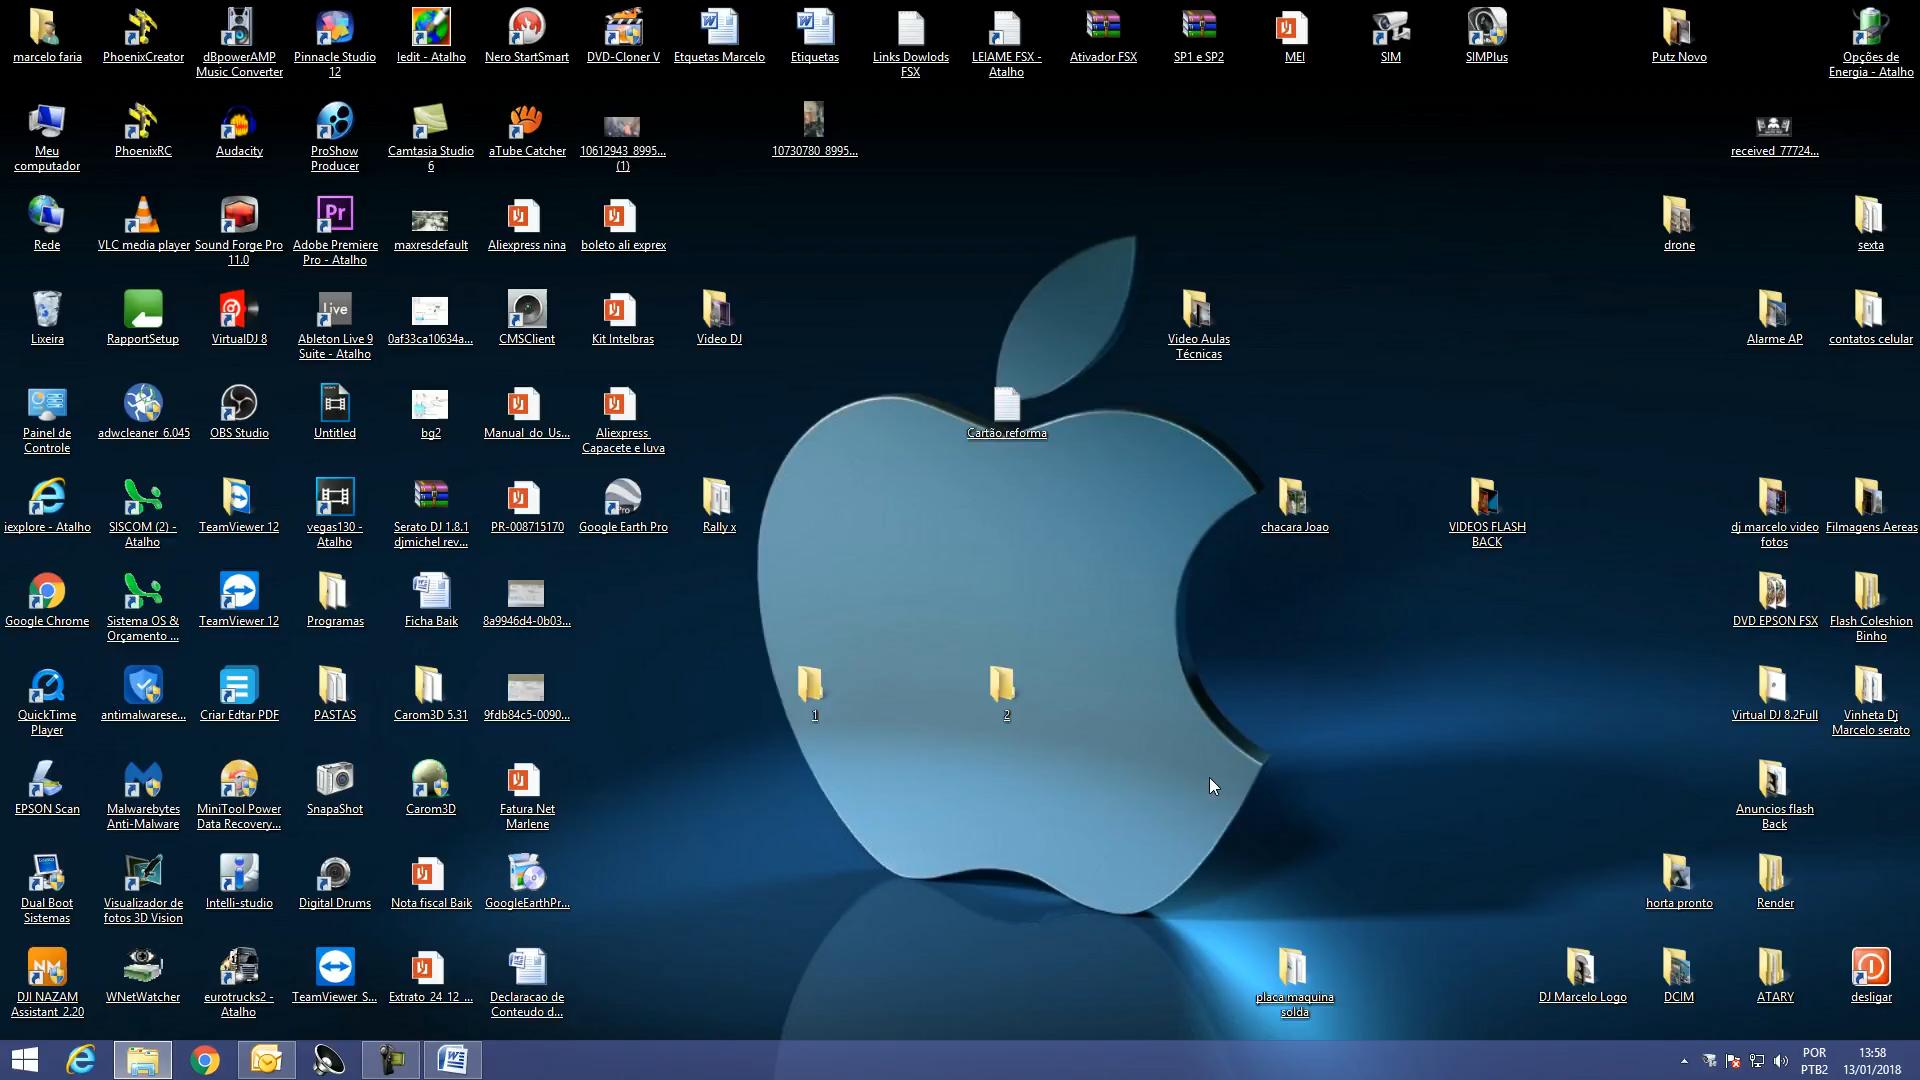 marcelo faria
PhoenixCreator
dBpowerAMP
Music Converter
Pinnacle Studio
12
ledit - Atalho
Nero StartSmart
DVD-Cloner V
Etquetas Marcelo
Etiquetas
Links Dowlods
FSX
LEIAME FSX -
Atalho
Ativador FSX
SP1 e SP2
MEI
SIM
SIMPlus
Putz Novo
Opções de
Energia - Atalho
Meu
computador
PhoenixRC
Audacity
ProShow
Producer
Camtasia Studio
6
aTube Catcher
10612943_8995...
(1)
10730780_8995...
received_77724...
Rede
VLC media player
Sound Forge Pro
11.0
Pr
Adobe Premiere
Pro - Atalho
maxresdefault
Aliexpress nina
boleto ali exprex
drone
sexta
Lixeira
RapportSetup
VirtualDJ 8
Live
Ableton Live 9
Suite - Atalho
0af33ca10634a...
CMSClient
Kit Intelbras
Video DJ
Video Aulas
Técnicas
Alarme AP
contatos celular
Painel de
Controle
adwcleaner_6.045
OBS Studio
Untitled
bg2
Manual_do_Us...
Aliexpress
Capacete e luva
Cartão reforma
iexplore - Atalho
SISCOM (2) -
Atalho
TeamViewer 12
vegas130 -
Atalho
Serato DJ 1.8.1
djmichel rev...
PR-008715170
Google Earth Pro
Rally x
chacara Joao
VIDEOS FLASH
BACK
dj marcelo video
fotos
Filmagens Aereas
Google Chrome
Sistema OS &
Orçamento ...
TeamViewer 12
Programas
Ficha Baik
8a9946d4-0b03...
DVD EPSON FSX
Flash Coleshion
Binho
QuickTime
Player
antimalwarese...
Criar Edtar PDF
PASTAS
Carom3D 5.31
9fdb84c5-0090...
1
2
Virtual DJ 8.2Full
Vinheta Dj
Marcelo serato
EPSON Scan
Malwarebytes
Anti-Malware
MiniTool Power
Data Recovery...
SnapaShot
Carom3D
Fatura Net
Marlene
Anuncios flash
Back
Dual Boot
Sistemas
Visualizador de
fotos 3D Vision
Intelli-studio
Digital Drums
Nota fiscal Baik
GoogleEarthPr...
horta pronto
Render
NM
DJI NAZAM
Assistant 2.20
WNetWatcher
eurotrucks2 -
Atalho
TeamViewer_S...
Extrato_24_12_...
Declaracao de
Conteudo d...
placa maquina
solda
DJ Marcelo Logo
DCIM
ATARY
desligar
POR
PTB2
13:58
13/01/2018